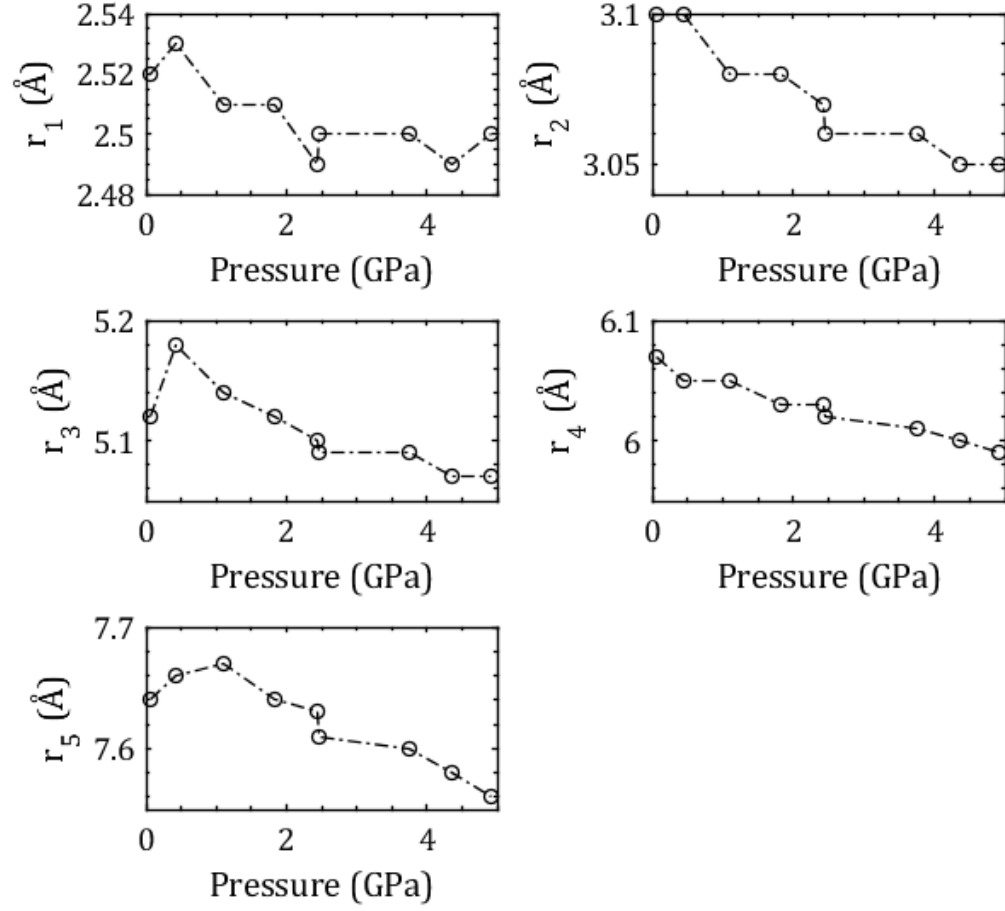 2.54
2.52
2.5
2.48
r1 (Å)
0 2 4
Pressure (GPa)
3.1
3.05
r2 (Å)
0 2 4
Pressure (GPa)
5.2
5.1
r3 (Å)
0 2 4
Pressure (GPa)
6.1
6
r4 (Å)
0 2 4
Pressure (GPa)
7.7
7.6
r5 (Å)
0 2 4
Pressure (GPa)